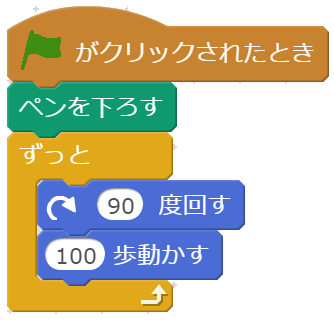 がクリックされたとき
ペンを下ろす
ずっと
90 度回す
100 歩動かす